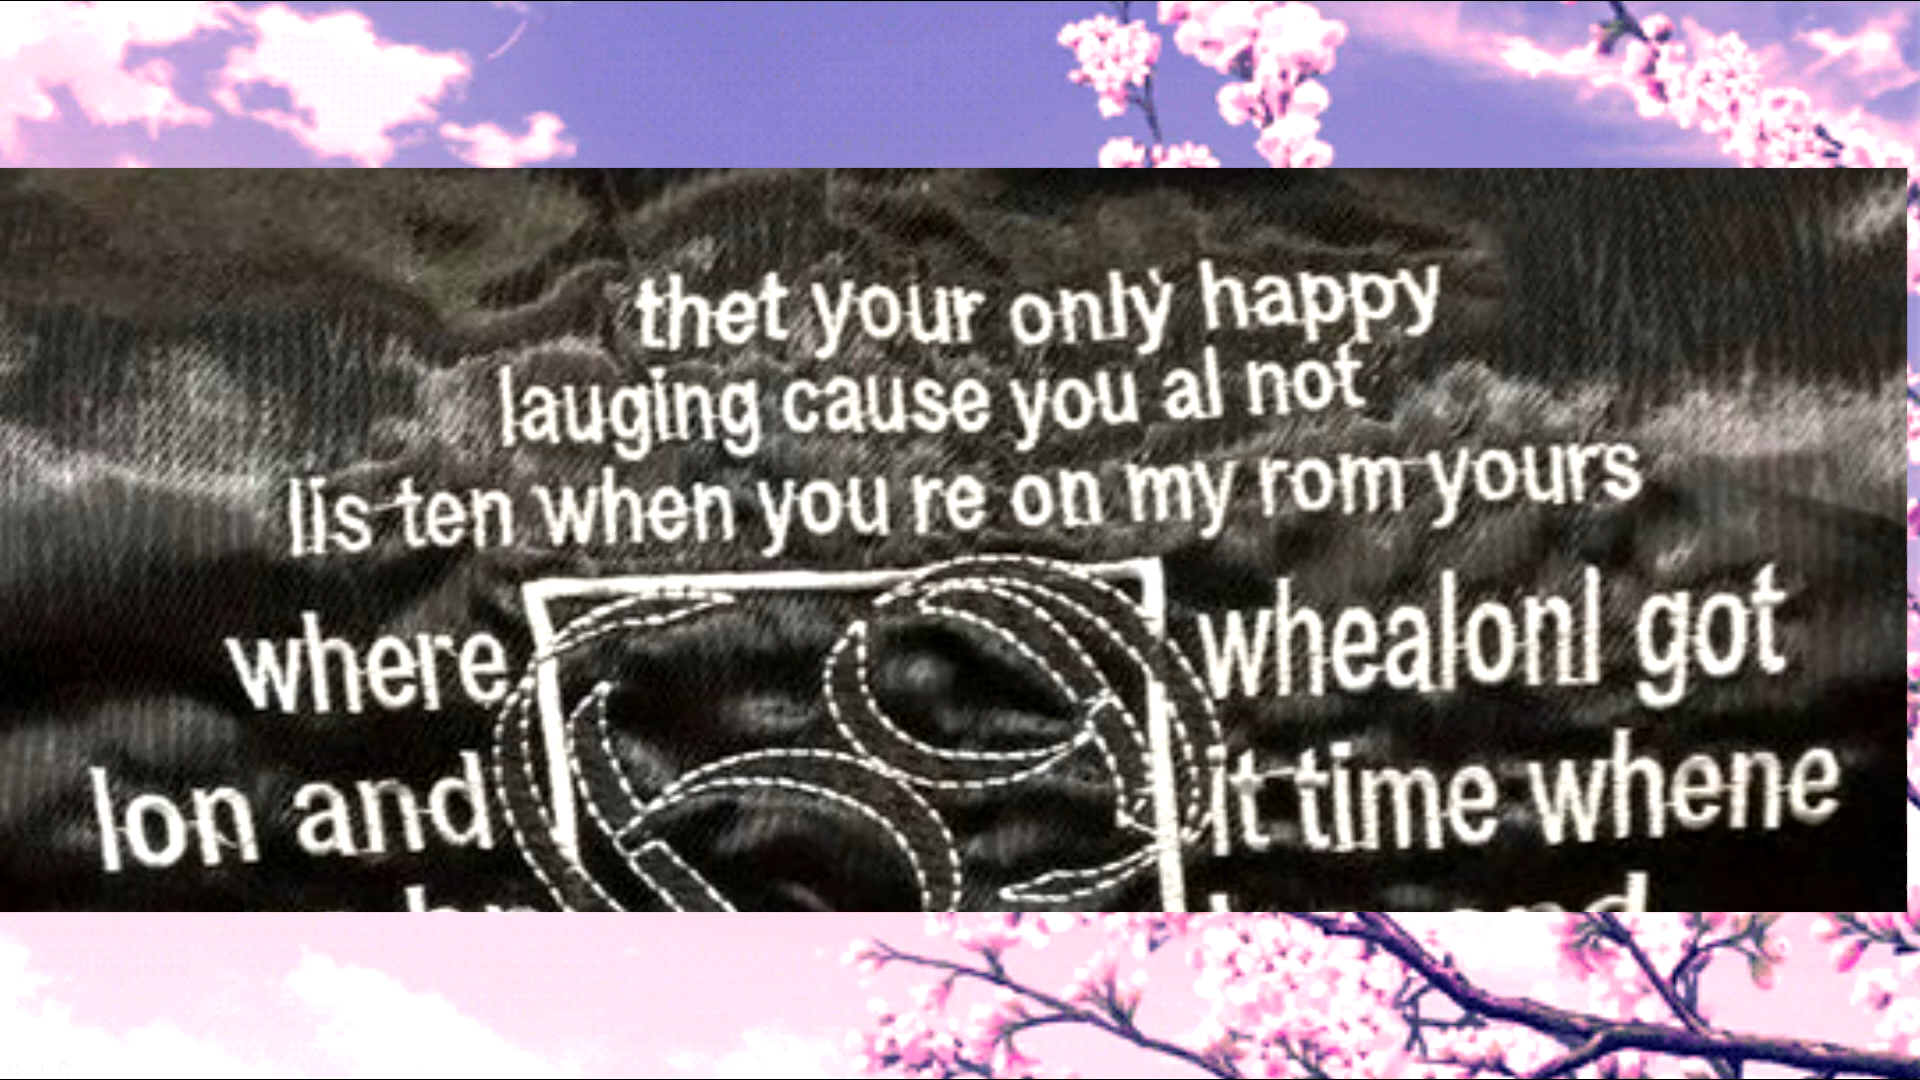 thet your only happy
lauging cause you al not
lis ten when you re on my rom yours
where
lon and
whealonl got
it time whene